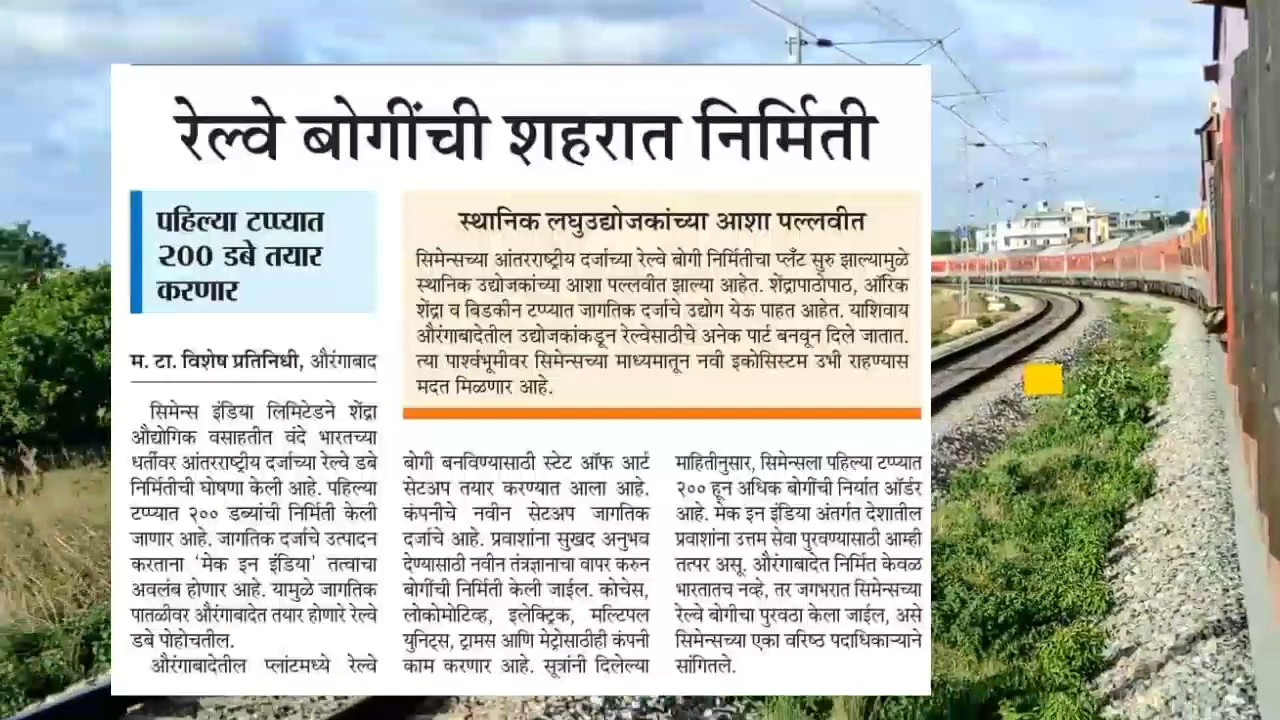 रेल्वे बोगींची शहरात निर्मिती
पहिल्या टप्प्यात
२०० डबे तयार
करणार
म. टा. विशेष प्रतिनिधी, औरंगाबाद
सिमेन्स इंडिया लिमिटेडने शेंद्रा
औद्योगिक वसाहतीत वंदे भारतच्या
धर्तीवर आंतरराष्ट्रीय दर्जाच्या रेल्वे डबे
निर्मितीची घोषणा केली आहे. पहिल्या
टप्प्यात २०० डब्यांची निर्मिती केली
जाणार आहे. जागतिक दर्जाचे उत्पादन
करताना 'मेक इन इंडिया' तत्वाचा
अवलंब होणार आहे. यामुळे जागतिक
पातळीवर औरंगाबादेत तयार होणारे रेल्वे
डबे पोहोचतील.
औरंगाबादेतील प्लांटमध्ये रेल्वे
स्थानिक लघुउद्योजकांच्या आशा पल्लवीत
सिमेन्सच्या आंतरराष्ट्रीय दर्जाच्या रेल्वे बोगी निर्मितीचा प्लँट सुरु झाल्यामुळे
स्थानिक उद्योजकांच्या आशा पल्लवीत झाल्या आहेत. शेंद्रापाठोपाठ, ऑरिक
शेंद्रा व बिडकीन टप्प्यात जागतिक दर्जाचे उद्योग येऊ पाहत आहेत. याशिवाय
औरंगाबादेतील उद्योजकांकडून रेल्वेसाठीचे अनेक पार्ट बनवून दिले जातात.
त्या पार्श्वभूमीवर सिमेन्सच्या माध्यमातून नवी इकोसिस्टम उभी राहण्यास
मदत मिळणार आहे.
बोगी बनविण्यासाठी स्टेट ऑफ आर्ट
सेटअप तयार करण्यात आला आहे.
कंपनीचे नवीन सेटअप जागतिक
दर्जाचे आहे. प्रवाशांना सुखद अनुभव
देण्यासाठी नवीन तंत्रज्ञानाचा वापर करुन
बोगींची निर्मिती केली जाईल. कोचेस,
लोकोमोटिव्ह, इलेक्ट्रिक, मल्टिपल
युनिट्स, ट्रामस आणि मेट्रोसाठीही कंपनी
काम करणार आहे. सूत्रांनी दिलेल्या
माहितीनुसार, सिमेन्सला पहिल्या टप्प्यात
२०० हून अधिक बोगींची निर्यात ऑर्डर
आहे. मेक इन इंडिया अंतर्गत देशातील
प्रवाशांना उत्तम सेवा पुरवण्यासाठी आम्ही
तत्पर असू. औरंगाबादेत निर्मित केवळ
भारतातच नव्हे, तर जगभरात सिमेन्सच्या
रेल्वे बोगीचा पुरवठा केला जाईल, असे
सिमेन्सच्या एका वरिष्ठ पदाधिकाऱ्याने
सांगितले.